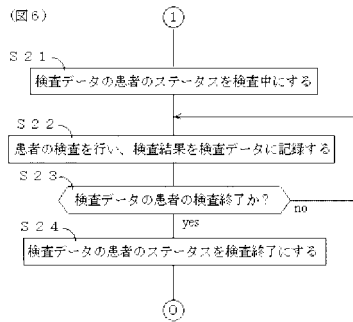 (図6)
①
S21
検査データの患者のステータスを検査中にする
S22
患者の検査を行い、検査結果を検査データに記録する
S23
検査データの患者の検査終了か?
no
yes
S24
検査データの患者のステータスを検査終了にする
⓪